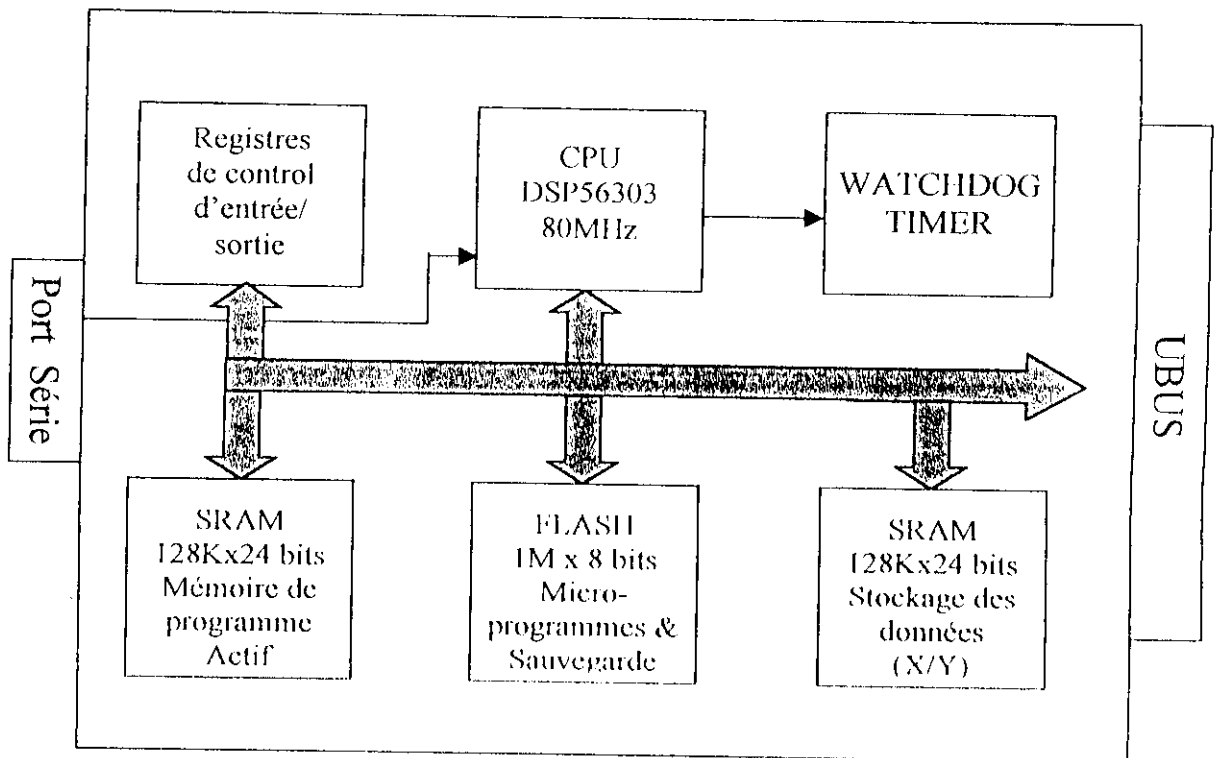 Registres
de control
d'entrée/
sortie
CPU
DSP56303
80MHz
WATCHDOG
TIMER
Port Série
UBUS
SRAM
128Kx24 bits
Mémoire de
programme
Actif
FLASH
1M x 8 bits
Micro-
programmes &
Sauvegarde
SRAM
128Kx24 bits
Stockage des
données
(X/Y)